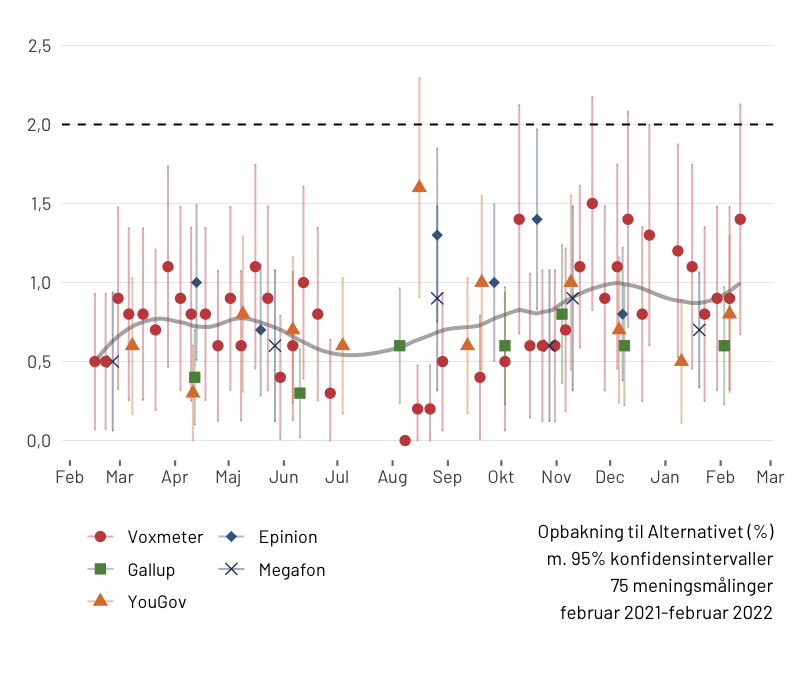 2,5
2,0
1,5
1,0
0,5
0,0
Feb Mar Apr Maj Jun Jul Aug Sep Okt Nov Dec Jan Feb Mar
Voxmeter Epinion
Gallup Megafon
YouGov
Opbakning til Alternativet (%)
m. 95% konfidensintervaller
75 meningsmålinger
februar 2021-februar 2022